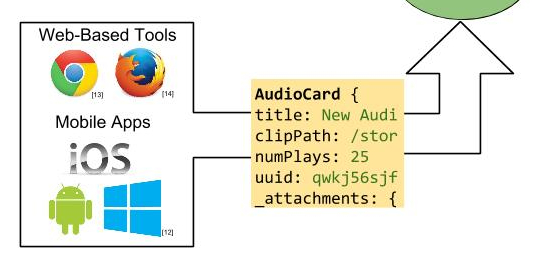 Web-Based Tools
[13]
[14]
Mobile Apps
iOS
[12]
AudioCard {
title: New Audi
clipPath: /stor
numPlays: 25
uuid: qwkj56sjf
_attachments: {